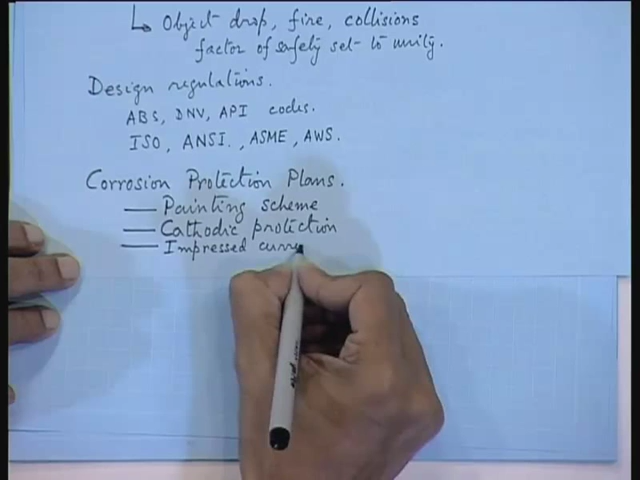 ↳ Object drop, fire, collisions
factor of safety set to unity.
Design regulations.
ABS, DNV, API codes.
ISO, ANSI., ASME, AWS.
Corrosion Protection Plans.
— Painting scheme
— Cathodic protection
— Impressed curre